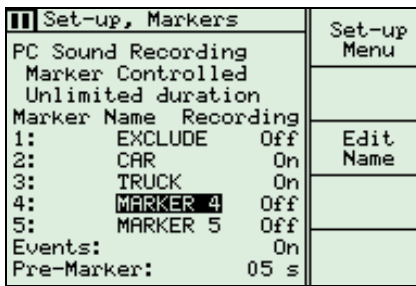 Set-up, Markers
PC Sound Recording
Marker Controlled
Unlimited duration
Marker Name Recording
1: EXCLUDE Off
2: CAR On
3: TRUCK On
4: MARKER 4 Off
5: MARKER 5 Off
Events: On
Pre-Marker: 05 s
Set-up
Menu
Edit
Name